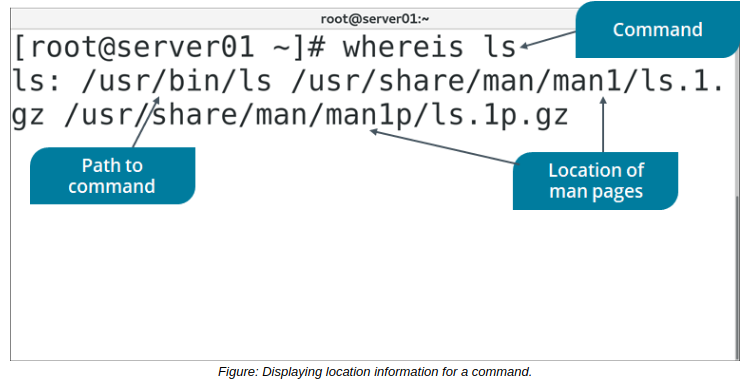 root@server01:~
Command
[root@server01 ~]# whereis ls
ls: /usr/bin/ls /usr/share/man/man1/ls.1.
gz /usr/share/man/man1p/ls.1p.gz
Path to
command
Location of
man pages
Figure: Displaying location information for a command.